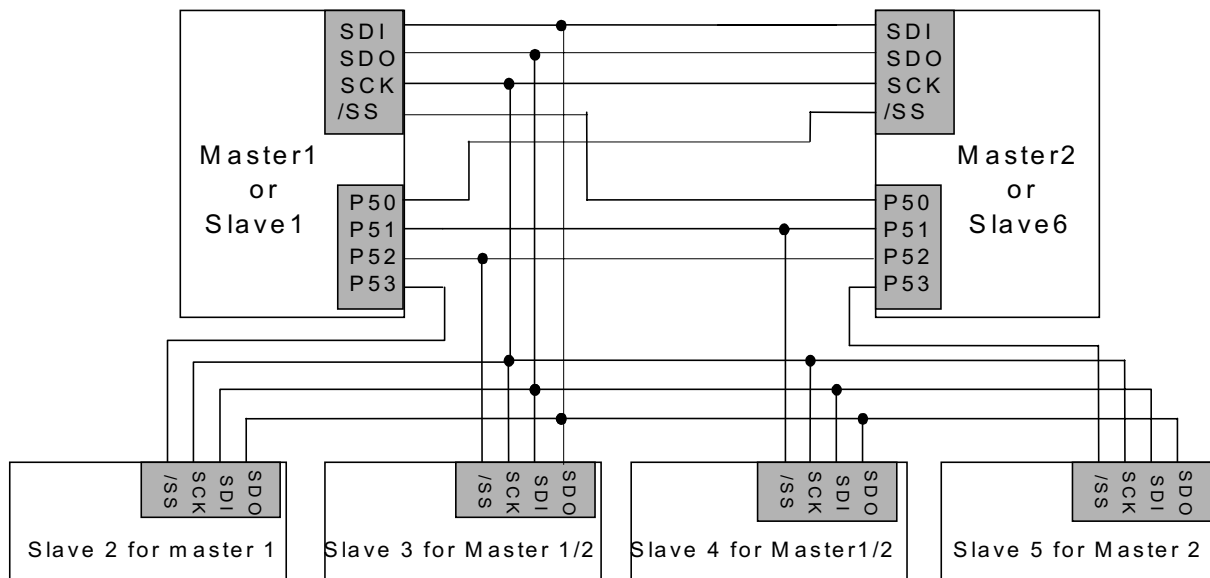 SDI
SDO
SCK
/SS
Master1
or
Slave1
P50
P51
P52
P53
SDI
SDO
SCK
/SS
Master2
or
Slave6
P50
P51
P52
P53
/SS
SCK
SDI
SDO
Slave 2 for master 1
/SS
SCK
SDI
SDO
Slave 3 for Master 1/2
/SS
SCK
SDI
SDO
Slave 4 for Master1/2
/SS
SCK
SDI
SDO
Slave 5 for Master 2